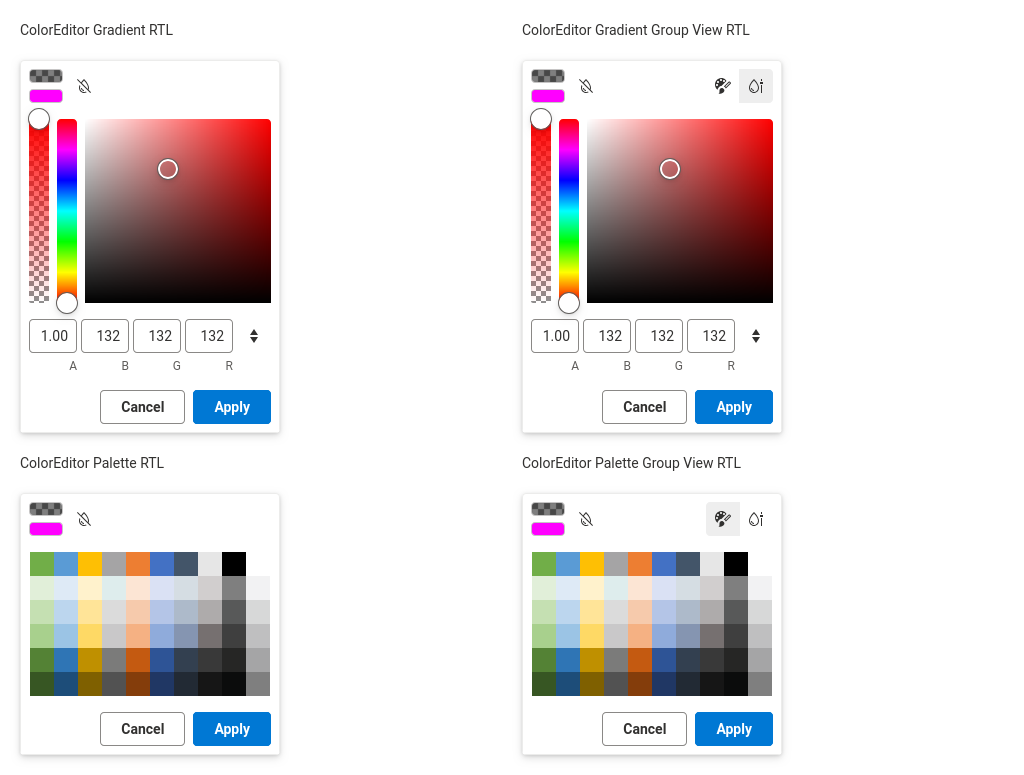 ColorEditor Gradient RTL
1.00 132 132 132
A B G R
Cancel Apply
ColorEditor Gradient Group View RTL
1.00 132 132 132
A B G R
Cancel Apply
ColorEditor Palette RTL
Cancel Apply
ColorEditor Palette Group View RTL
Cancel Apply